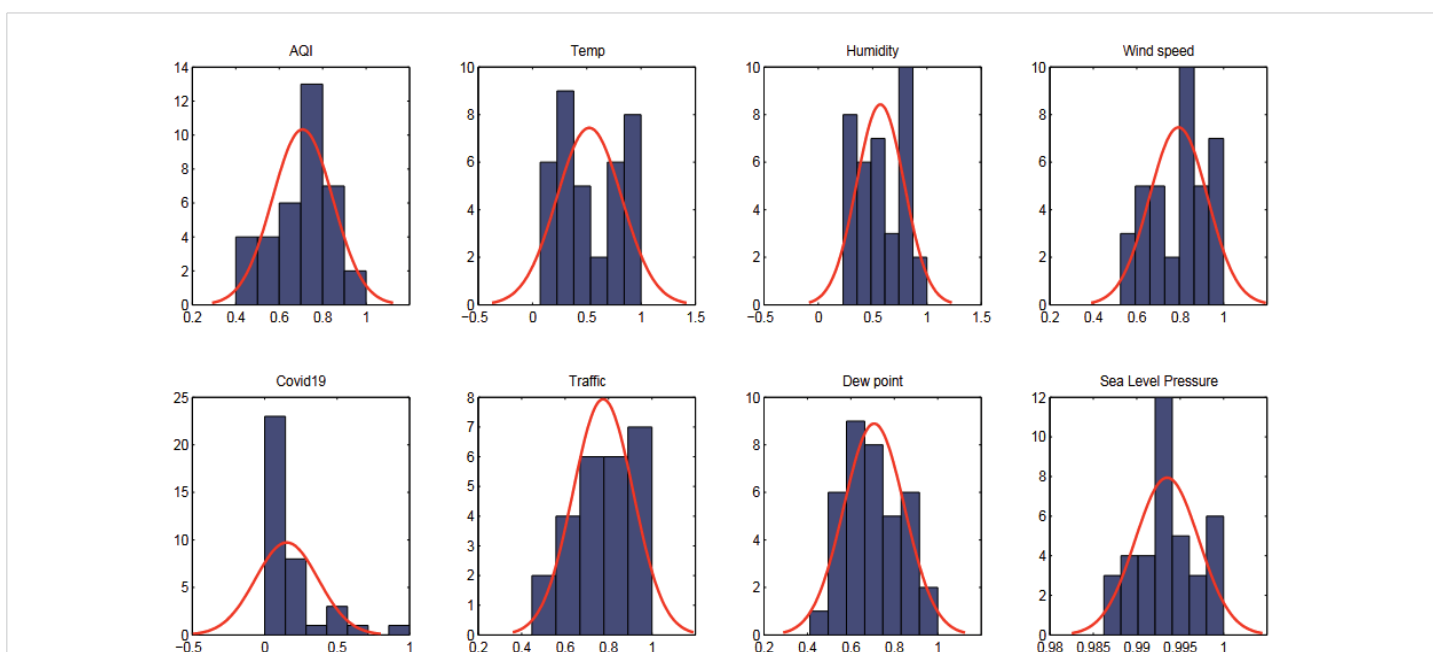 AQI Temp Humidity Wind speed
14 10 10 10
12
8 8 8
10
8 6 6 6
6 4 4 4
4
2 2 2
2
0 0 0 0
0.2 0.4 0.6 0.8 1 −0.5 0 0.5 1 1.5 −0.5 0 0.5 1 1.5 0.2 0.4 0.6 0.8 1
Covid19 Traffic Dew point Sea Level Pressure
25 8 10 12
7
20 8 10
6
15 5 6 8
4 6
10 3 4
4
5 2 2
1 2
0 0 0 0
−0.5 0 0.5 1 0.2 0.4 0.6 0.8 1 0.2 0.4 0.6 0.8 1 0.98 0.985 0.99 0.995 1